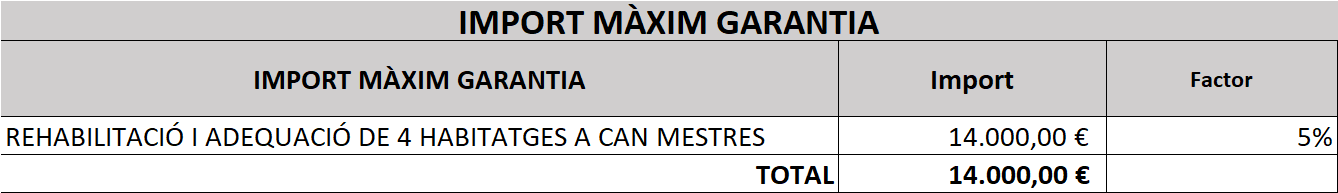 IMPORT MÀXIM GARANTIA
IMPORT MÀXIM GARANTIA Import Factor
REHABILITACIÓ I ADEQUACIÓ DE 4 HABITATGES A CAN MESTRES 14.000,00 € 5%
TOTAL 14.000,00 €